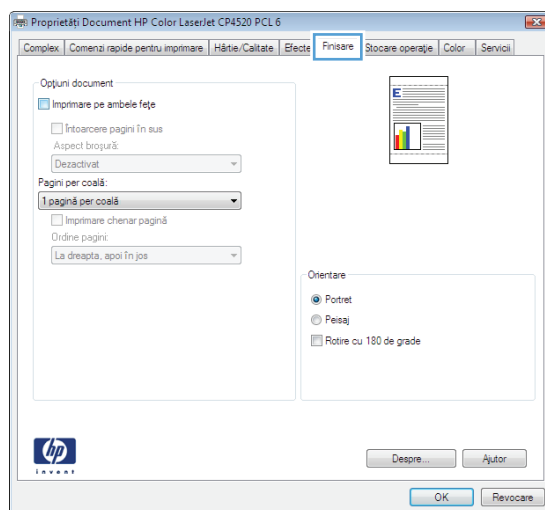 Proprietăți Document HP Color LaserJet CP4520 PCL 6
Complex Comenzi rapide pentru imprimare Hârtie/Calitate Efecte Finisare Stocare operație Color Servicii
Opțiuni document
Imprimare pe ambele fețe
Întoarcere pagini în sus
Aspect broșură:
Dezactivat
Pagini per coală:
1 pagină per coală
Imprimare chenar pagină
Ordine pagini:
La dreapta, apoi în jos
E
Orientare
Portret
Peisaj
Rotire cu 180 de grade
hp
invent
Despre... Ajutor
OK Revocare